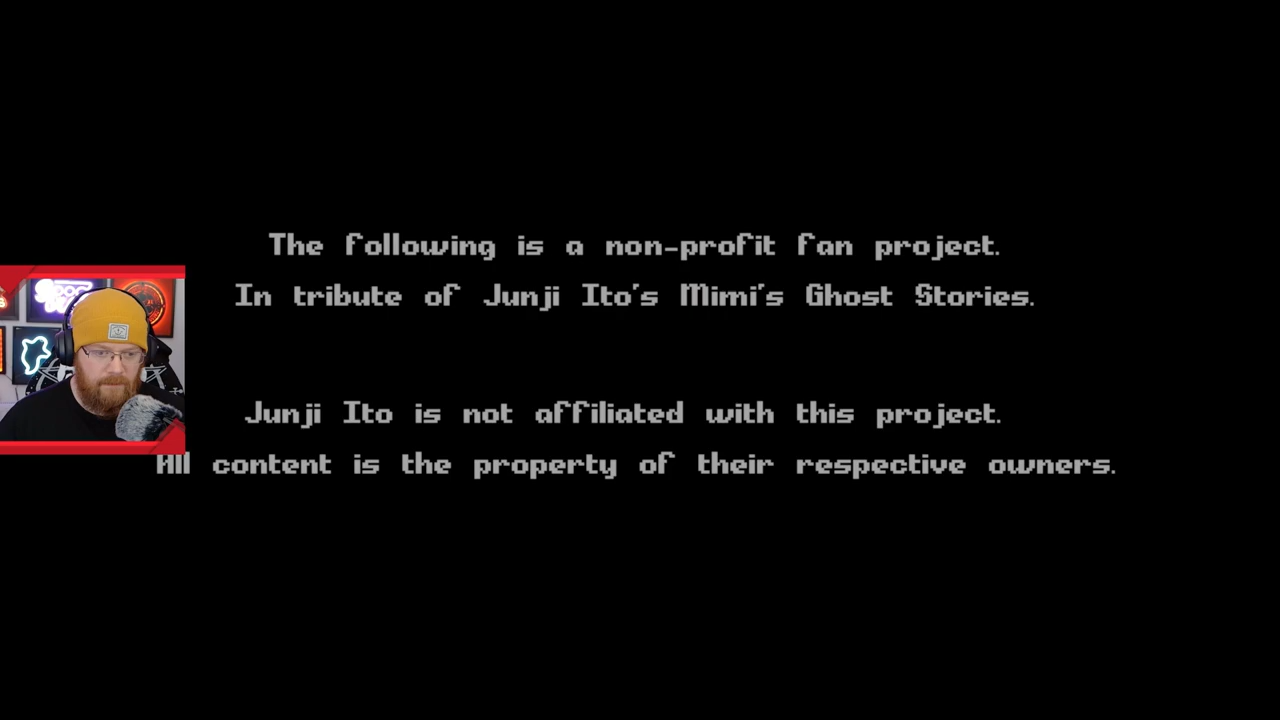 The following is a non-profit fan project.
In tribute of Junji Ito's Mimi's Ghost Stories.
Junji Ito is not affiliated with this project.
All content is the property of their respective owners.